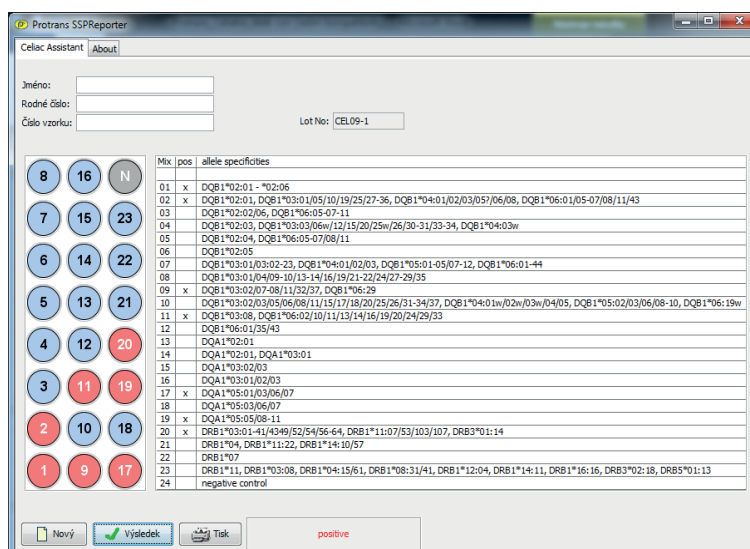 Protrans SSPReporter
Celiac Assistant About
Jméno:
Rodné číslo:
Číslo vzorku:
Lot No: CEL09-1
8 16 N
7 15 23
6 14 22
5 13 21
4 12 20
3 11 19
2 10 18
1 9 17
Mix pos allele specificities
01 x DQB1*02:01 - *02:06
02 x DQB1*02:01, DQB1*03:01/05/10/19/25/27-36, DQB1*04:01/02/03/05?/06/08, DQB1*06:01/05-07/08/11/43
03 DQB1*02:02/06, DQB1*06:05-07-11
04 DQB1*02:03, DQB1*03:03/06w/12/15/20/25w/26/30-31/33-34, DQB1*04:03w
05 DQB1*02:04, DQB1*06:05-07/08/11
06 DQB1*02:05
07 DQB1*03:01/03:02-23, DQB1*04:01/02/03, DQB1*05:01-05/07-12, DQB1*06:01-44
08 DQB1*03:01/04/09-10/13-14/16/19/21-22/24/27-29/35
09 x DQB1*03:02/07-08/11/32/37, DQB1*06:29
10 DQB1*03:02/03/05/06/08/11/15/17/18/20/25/26/31-34/37, DQB1*04:01w/02w/03w/04/05, DQB1*05:02/03/06/08-10, DQB1*06:19w
11 x DQB1*03:08, DQB1*06:02/10/11/13/14/16/19/20/24/29/33
12 DQB1*06:01/35/43
13 DQA1*02:01
14 DQA1*02:01, DQA1*03:01
15 DQA1*03:02/03
16 DQA1*03:01/02/03
17 x DQA1*05:01/03/06/07
18 DQA1*05:03/06/07
19 x DQA1*05:05/08-11
20 x DRB1*03:01-41/4349/52/54/56-64, DRB1*11:07/53/103/107, DRB3*01:14
21 DRB1*04, DRB1*11:22, DRB1*14:10/57
22 DRB1*07
23 DRB1*11, DRB1*03:08, DRB1*04:15/61, DRB1*08:31/41, DRB1*12:04, DRB1*14:11, DRB1*16:16, DRB3*02:18, DRB5*01:13
24 negative control
Nový Výsledek Tisk positive